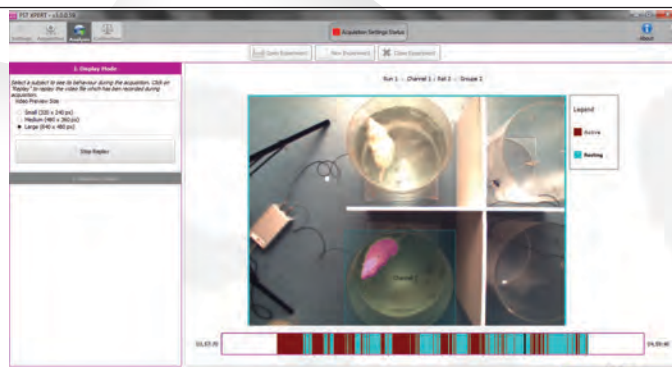 FST XPERT - v3.0.0.56
Settings
Acquisition
Analysis
Calibration
Acquisition Settings Status
About
Open Experiment
New Experiment
Close Experiment
1. Display Mode
Select a subject to see its behaviour during the acquisition. Click on
"Replay" to replay the video file which has been recorded during
acquisition.
Video Preview Size
Small (320 x 240 px)
Medium (480 x 360 px)
Large (640 x 480 px)
Stop Replay
Run 1 :: Channel 1 / Rat 2 :: Groupe 2
Legend
Active
Resting
Channel 1